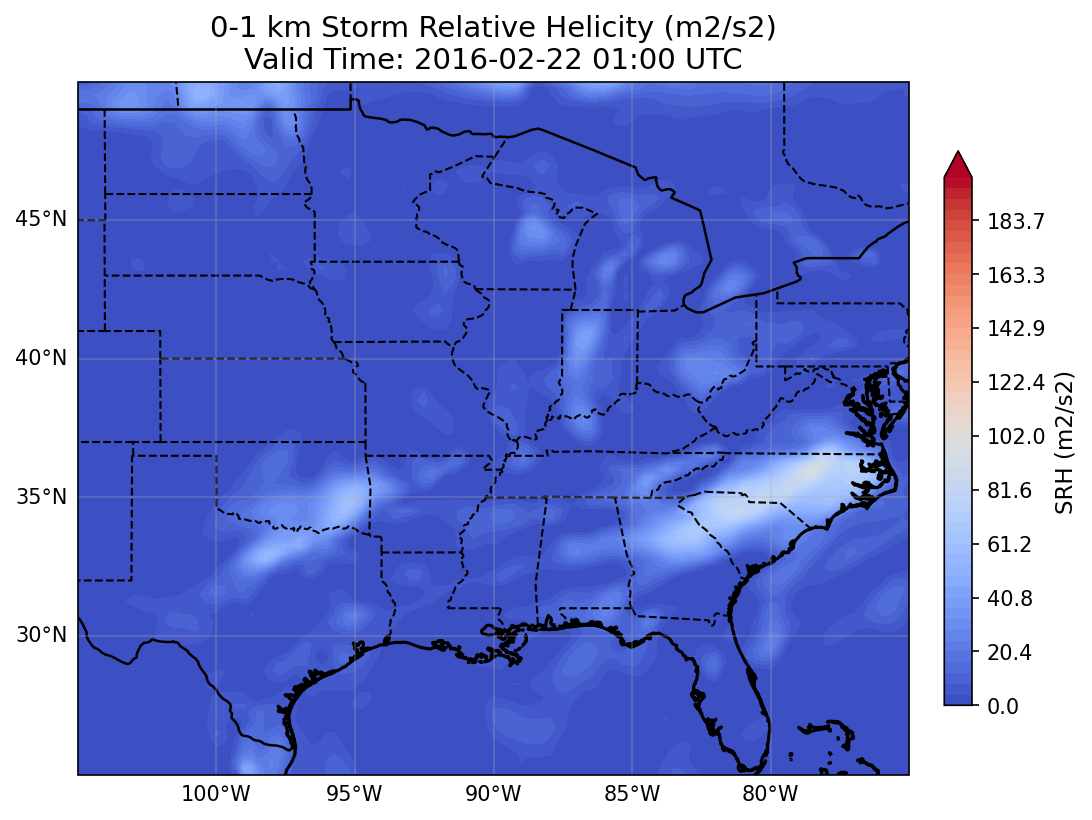 0-1 km Storm Relative Helicity (m2/s2)
Valid Time: 2016-02-22 01:00 UTC
45°N
40°N
35°N
30°N
100°W
95°W
90°W
85°W
80°W
183.7
163.3
142.9
122.4
102.0
81.6
61.2
40.8
20.4
0.0
SRH (m2/s2)